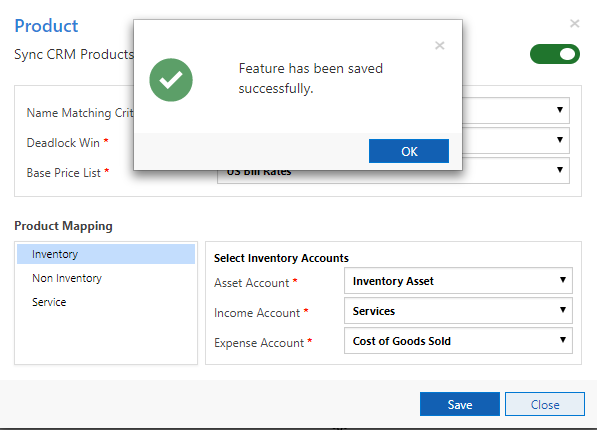 Product
Sync CRM Products
Feature has been saved
successfully.
OK
Name Matching Crit
Deadlock Win *
Base Price List *
US Bill Rates
Product Mapping
Inventory
Non Inventory
Service
Select Inventory Accounts
Asset Account * Inventory Asset
Income Account * Services
Expense Account * Cost of Goods Sold
Save Close